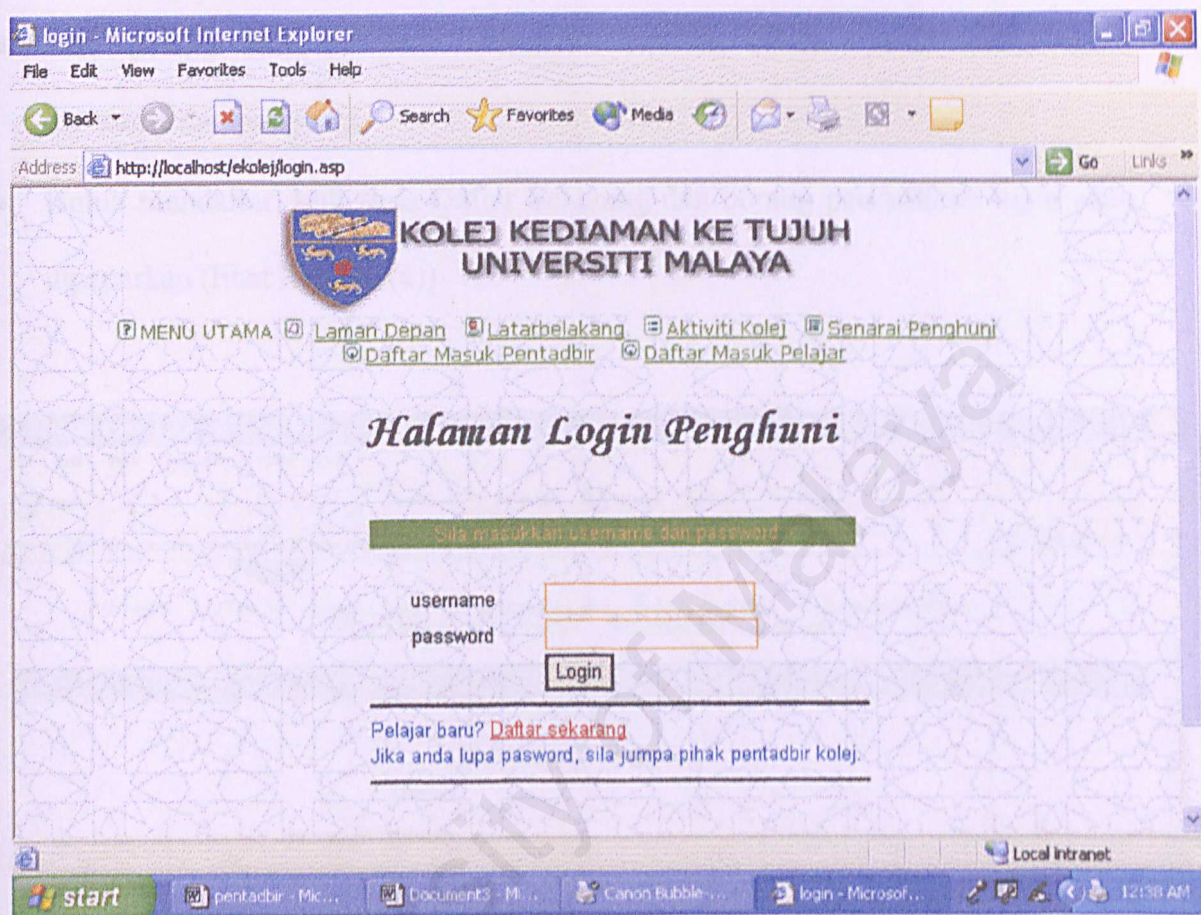 login - Microsoft Internet Explorer
File Edit View Favorites Tools Help
Back Search Favorites Media
Address http://localhost/ekolej/login.asp Go Links »
KOLEJ KEDIAMAN KE TUJUH
UNIVERSITI MALAYA
MENU UTAMA Laman Depan Latarbelakang Aktiviti Kolej Senarai Penghuni
Daftar Masuk Pentadbir Daftar Masuk Pelajar
Halaman Login Penghuni
Sila masukkan username dan password
username
password
Login
Pelajar baru? Daftar sekarang
Jika anda lupa pasword, sila jumpa pihak pentadbir kolej.
Local intranet
start pentadbir - Mic... Document3 - M... Canon Bubble-... login - Microsof... 12:38 AM
of Malaya